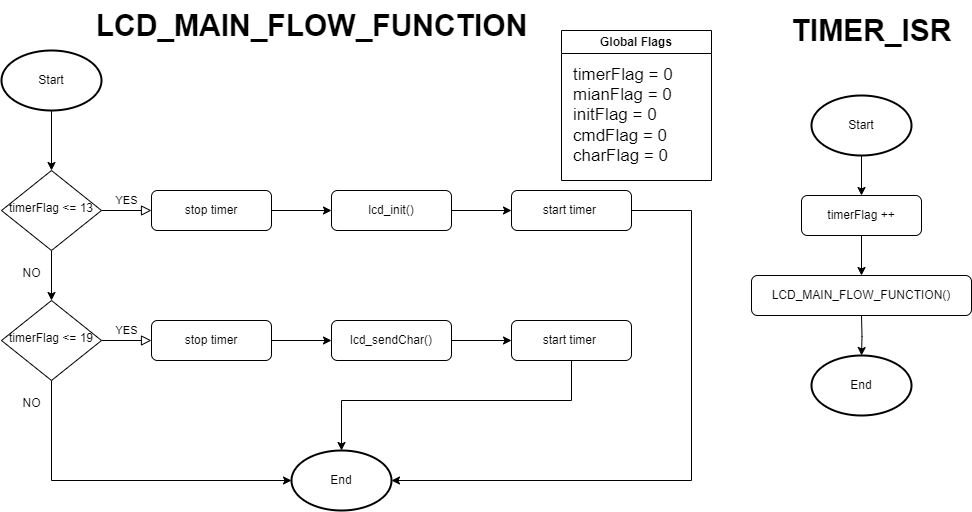 LCD_MAIN_FLOW_FUNCTION
Start
timerFlag <= 13
YES
stop timer
lcd_init()
start timer
NO
timerFlag <= 19
YES
stop timer
lcd_sendChar()
start timer
NO
End
Global Flags
timerFlag = 0
mianFlag = 0
initFlag = 0
cmdFlag = 0
charFlag = 0
TIMER_ISR
Start
timerFlag ++
LCD_MAIN_FLOW_FUNCTION()
End